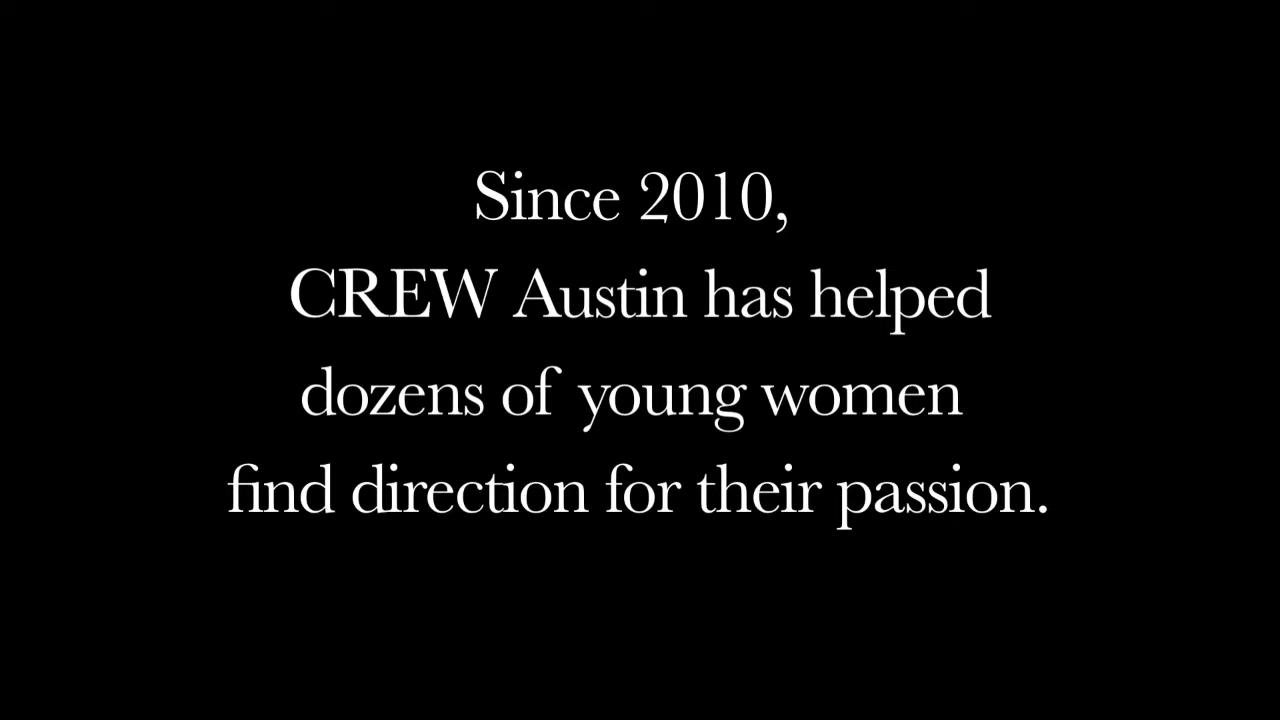 Since 2010,
CREW Austin has helped
dozens of young women
find direction for their passion.